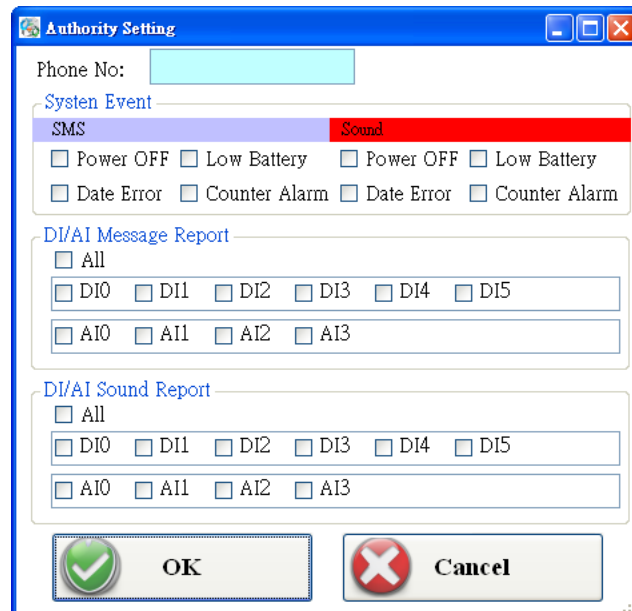 Authority Setting
Phone No:
Systen Event
SMS Sound
Power OFF Low Battery Power OFF Low Battery
Date Error Counter Alarm Date Error Counter Alarm
DI/AI Message Report
All
DI0 DI1 DI2 DI3 DI4 DI5
AI0 AI1 AI2 AI3
DI/AI Sound Report
All
DI0 DI1 DI2 DI3 DI4 DI5
AI0 AI1 AI2 AI3
OK Cancel